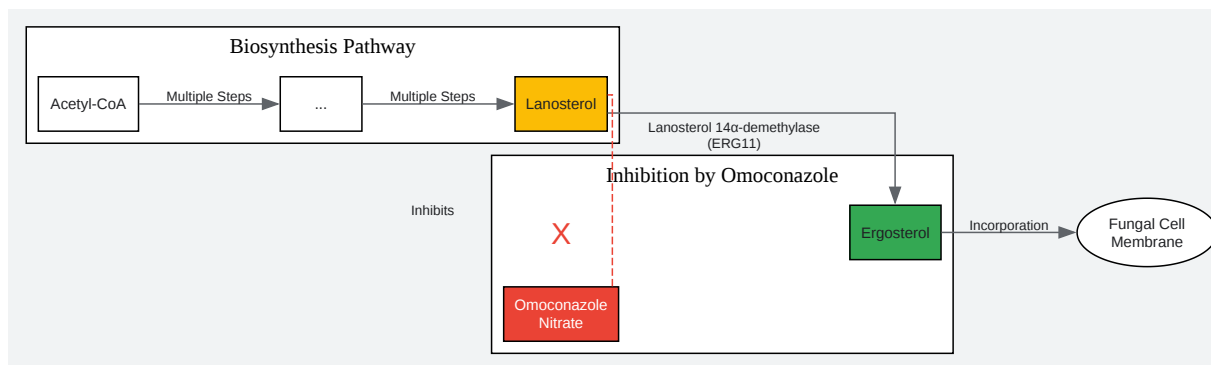 Biosynthesis Pathway
Acetyl-CoA
Multiple Steps
...
Multiple Steps
Lanosterol
Lanosterol 14α-demethylase
(ERG11)
Inhibition by Omoconazole
Inhibits
X
Ergosterol
Incorporation
Fungal Cell
Membrane
Omoconazole
Nitrate